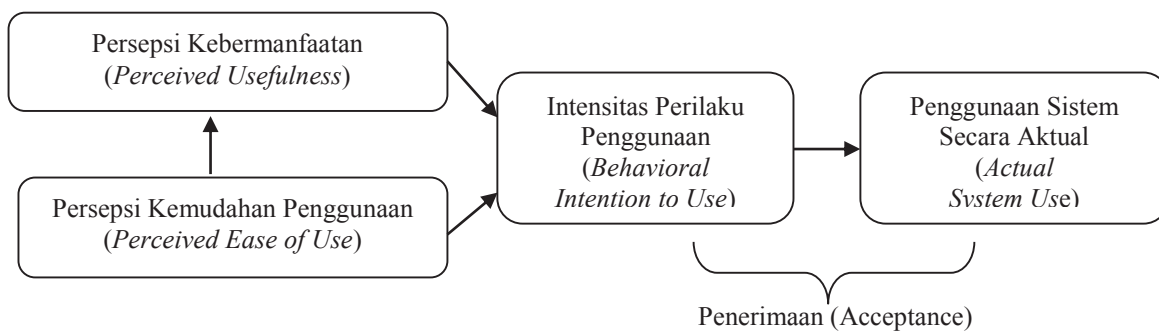 Persepsi Kebermanfaatan
(Perceived Usefulness)
Persepsi Kemudahan Penggunaan
(Perceived Ease of Use)
Intensitas Perilaku
Penggunaan
(Behavioral
Intention to Use)
Penggunaan Sistem
Secara Aktual
(Actual
System Use)
Penerimaan (Acceptance)